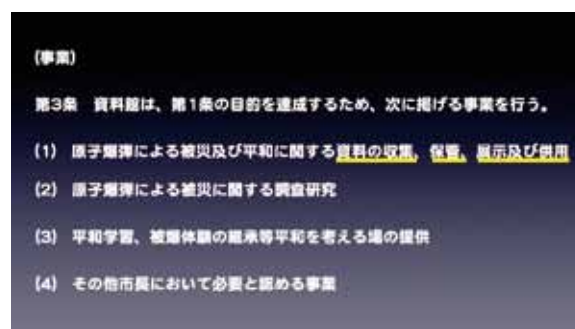 (事業)
第3条 資料館は、第1条の目的を達成するため、次に掲げる事業を行う。
(1) 原子爆弾による被災及び平和に関する資料の収集、保管、展示及び供用
(2) 原子爆弾による被災に関する調査研究
(3) 平和学習、被爆体験の継承等平和を考える場の提供
(4) その他市長において必要と認める事業